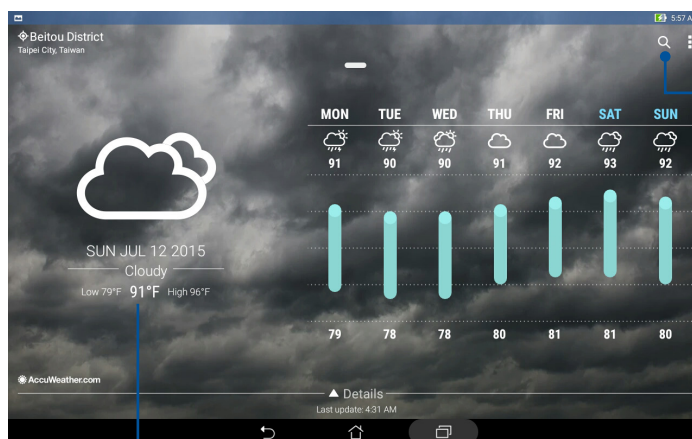 5:57 A
Beitou District
Taipei City, Taiwan
MON TUE WED THU FRI SAT SUN
91 90 90 91 92 93 92
SUN JUL 12 2015
Cloudy
Low 79°F 91°F High 96°F
79 78 78 80 81 81 80
AccuWeather.com
Details
Last update: 4:31 AM